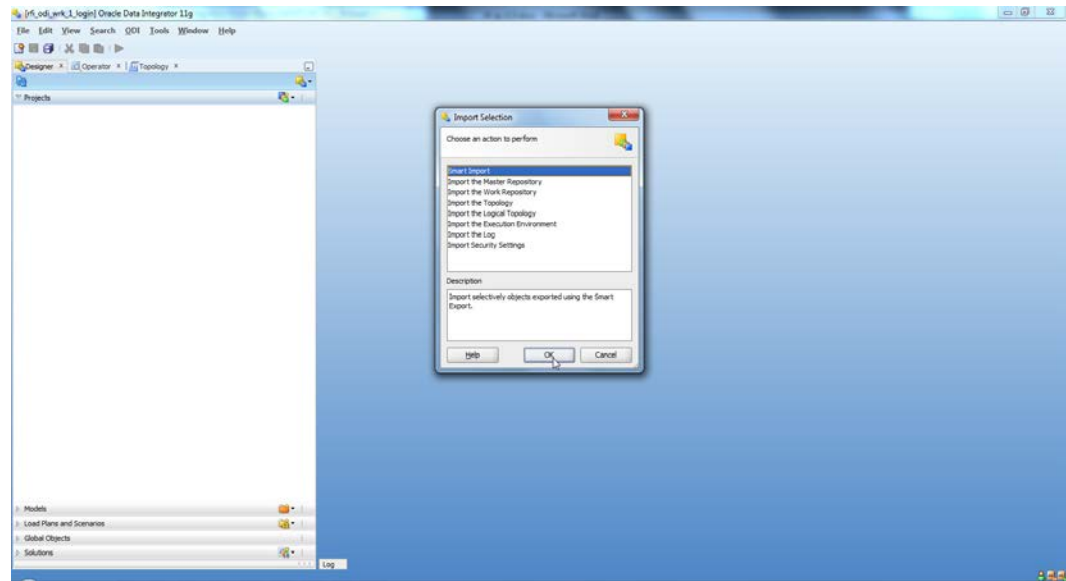 [rfi_odi_wrk_1_login] Oracle Data Integrator 11g
File Edit View Search ODI Tools Window Help
Designer Operator Topology
Projects
Import Selection
Choose an action to perform
Smart Import
Import the Master Repository
Import the Work Repository
Import the Topology
Import the Logical Topology
Import the Execution Environment
Import the Log
Import Security Settings
Description
Import selectively objects exported using the Smart
Export.
Help OK Cancel
Models
Load Plans and Scenarios
Global Objects
Solutions
Log